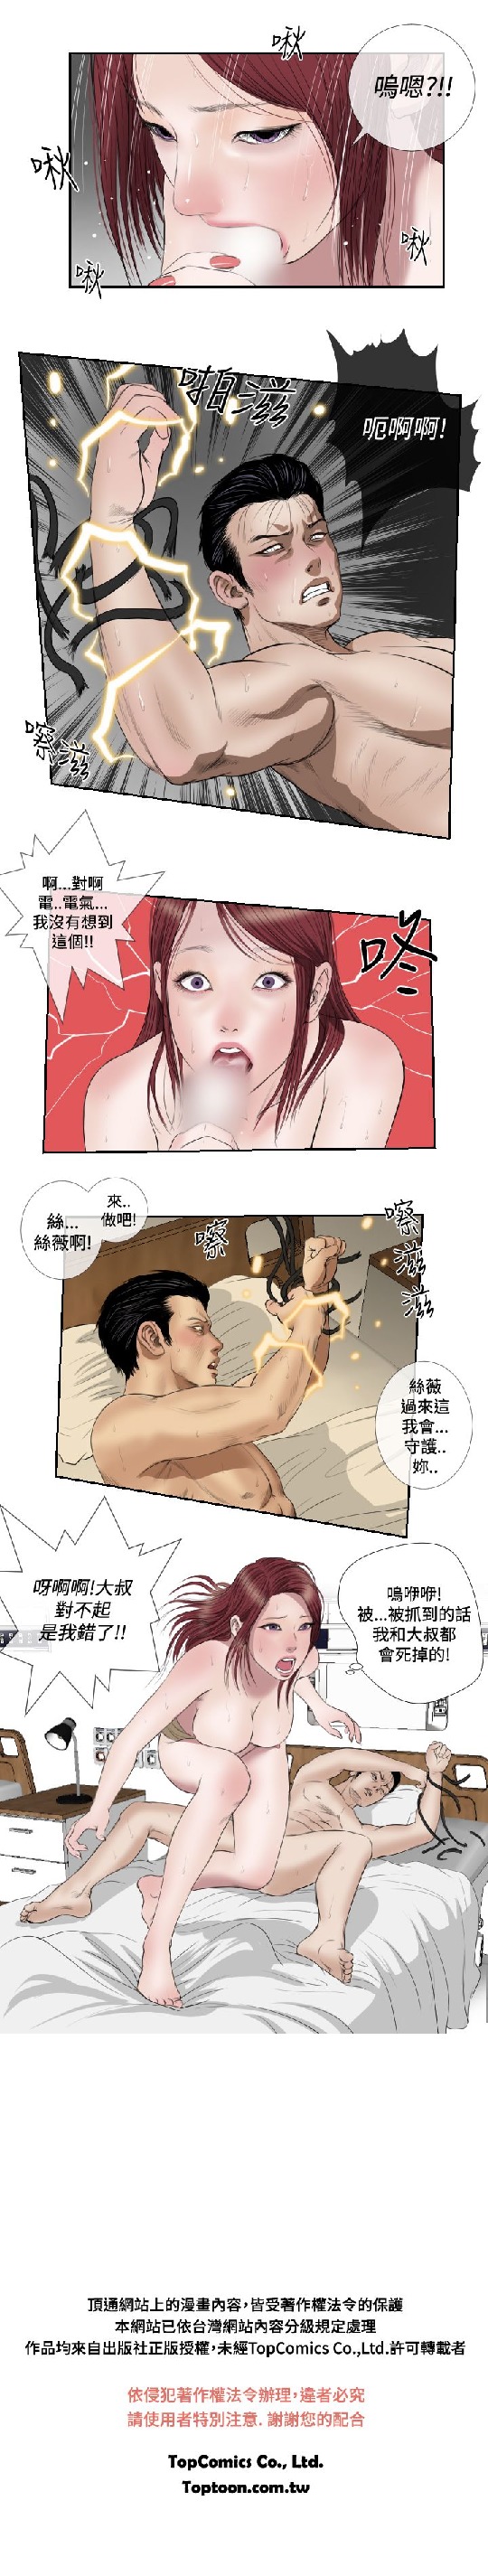 啾
嗚嗯?!!
啾
啾
啾
啪滋
呃啊啊!
嚓滋
啊...對啊
電..電氣...
我沒有想到
這個!!
咚
來..
做吧!
絲...
絲薇啊!
嚓
嚓滋滋
絲薇
過來這
我會...
守護..
妳..
呀啊啊!大叔
對不起
是我錯了!!
嗚咿咿!
被...被抓到的話
我和大叔都
會死掉的!
頂通網站上的漫畫內容，皆受著作權法令的保護
本網站已依台灣網站內容分級規定處理
作品均來自出版社正版授權，未經TopComics Co.,Ltd.許可轉載者
依侵犯著作權法令辦理，違者必究
請使用者特別注意. 謝謝您的配合
TopComics Co., Ltd.
Toptoon.com.tw